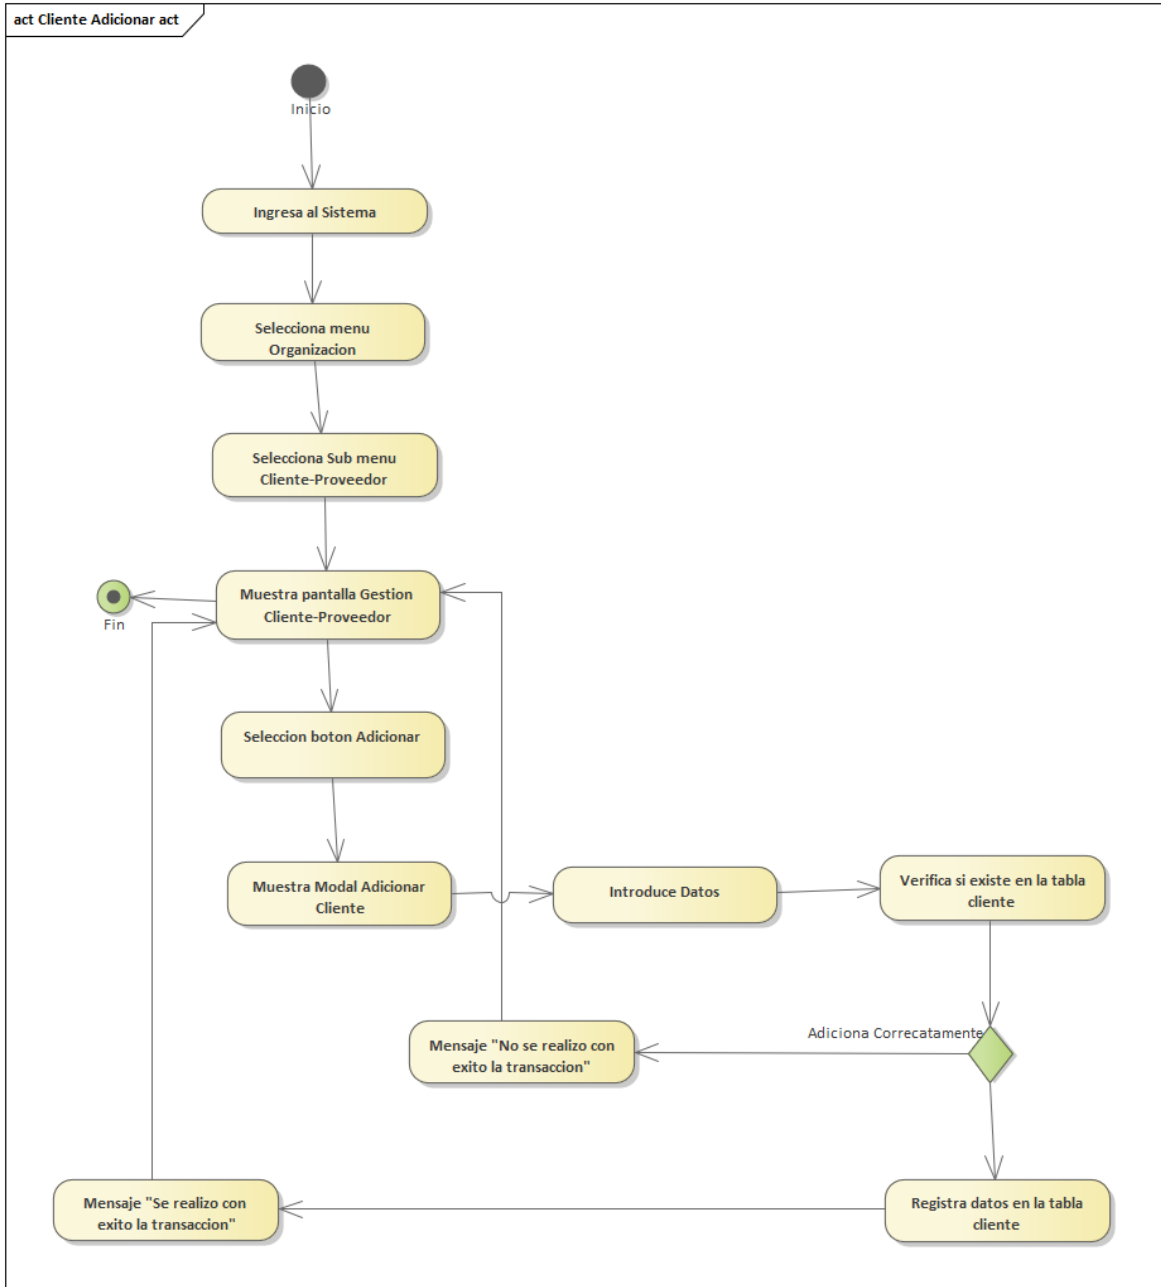 act Cliente Adicionar act
Inicio
Ingresa al Sistema
Selecciona menu
Organizacion
Selecciona Sub menu
Cliente-Proveedor
Muestra pantalla Gestion
Cliente-Proveedor
Fin
Seleccion boton Adicionar
Muestra Modal Adicionar
Cliente
Introduce Datos
Verifica si existe en la tabla
cliente
Adiciona Correcatamente
Mensaje "No se realizo con
exito la transaccion"
Mensaje "Se realizo con
exito la transaccion"
Registra datos en la tabla
cliente